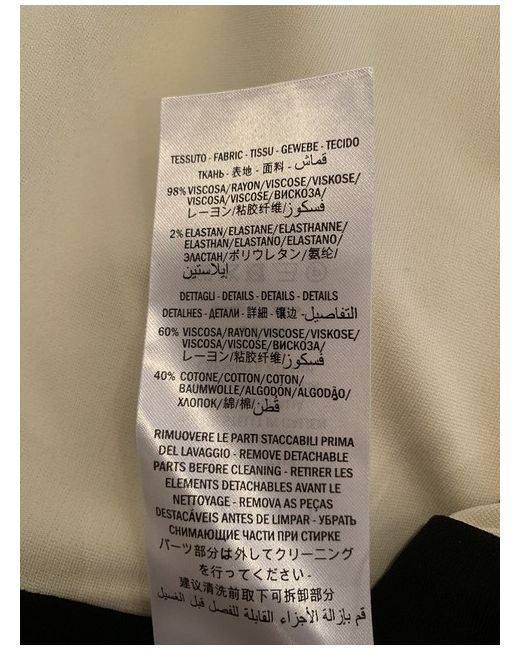 TESSUTO - FABRIC - TISSU - GEWEBE - TECIDO
ТКАНЬ - 表地 - 面料 - قماش
98% VISCOSA/RAYON/VISCOSE/VISKOSE/
VISCOSA/VISCOSE/ВИСКОЗА/
レーヨン/粘胶纤维/فسكوز
2% ELASTAN/ELASTANE/ELASTHANNE/
ELASTHAN/ELASTANO/ELASTANO/
ЭЛАСТАН/ポリウレタン/氨纶/
إيلاستين
DETTAGLI - DETAILS - DETAILS - DETAILS
DETALHES - ДЕТАЛИ - 詳細 - 镶边 - التفاصيل
60% VISCOSA/RAYON/VISCOSE/VISKOSE/
VISCOSA/VISCOSE/ВИСКОЗА/
レーヨン/粘胶纤维/فسكوز
40% COTONE/COTTON/COTON/
BAUMWOLLE/ALGODÓN/ALGODÃO/
ХЛОПОК/綿/棉/قطن
RIMUOVERE LE PARTI STACCABILI PRIMA
DEL LAVAGGIO - REMOVE DETACHABLE
PARTS BEFORE CLEANING - RETIRER LES
ELEMENTS DETACHABLES AVANT LE
NETTOYAGE - REMOVA AS PEÇAS
DESTACÁVEIS ANTES DE LIMPAR - УБРАТЬ
СНИМАЮЩИЕ ЧАСТИ ПРИ СТИРКЕ
パーツ部分は外してクリーニング
を行ってください -
建议清洗前取下可拆卸部分
قم بإزالة الأجزاء القابلة للفصل قبل الغسيل